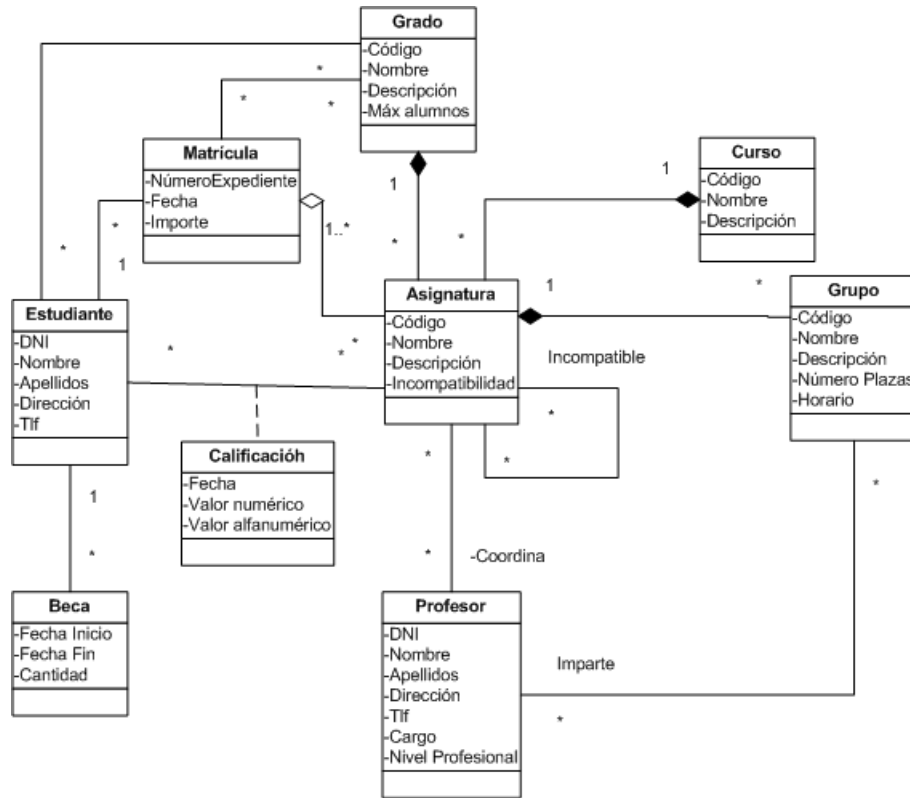 Grado
-Código
-Nombre
-Descripción
-Máx alumnos
*
*
*
Matrícula
-NúmeroExpediente
-Fecha
-Importe
1
Curso
-Código
-Nombre
-Descripción
1
*
1..*
*
*
1
*
Estudiante
-DNI
-Nombre
-Apellidos
-Dirección
-Tlf
Asignatura
-Código
-Nombre
-Descripción
-Incompatibilidad
1
*
Grupo
-Código
-Nombre
-Descripción
-Número Plazas
-Horario
*
*
*
Incompatible
*
*
Calificacióh
-Fecha
-Valor numérico
-Valor alfanumérico
*
*
1
*
*
-Coordina
Beca
-Fecha Inicio
-Fecha Fin
-Cantidad
Profesor
-DNI
-Nombre
-Apellidos
-Dirección
-Tlf
-Cargo
-Nivel Profesional
Imparte
*